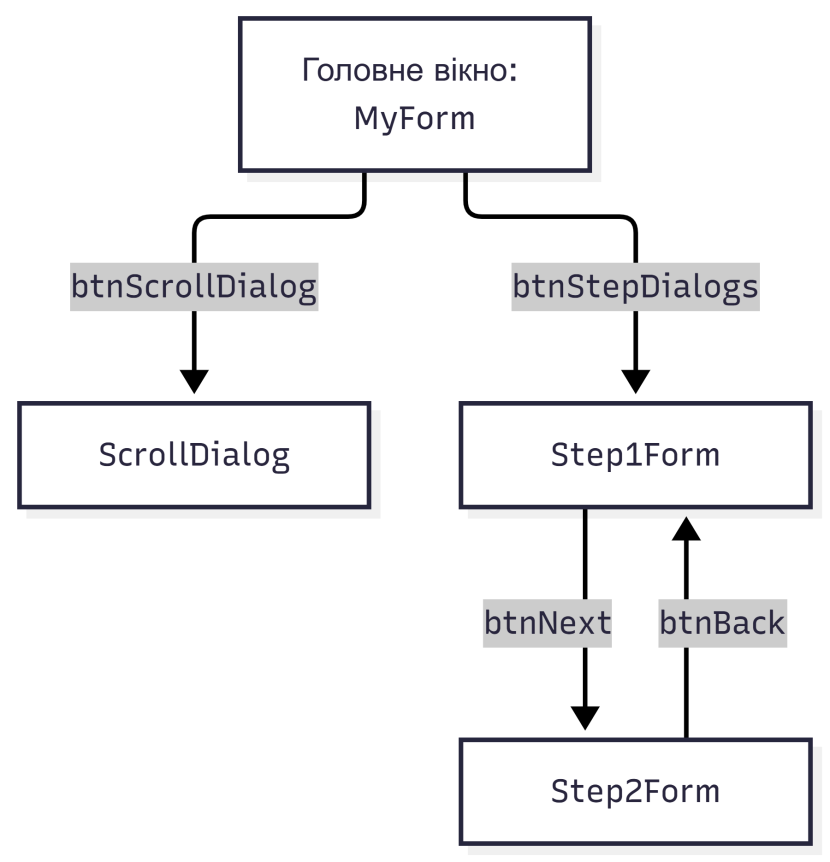 Головне вікно:
MyForm
btnScrollDialog
btnStepDialogs
ScrollDialog
Step1Form
btnNext
btnBack
Step2Form